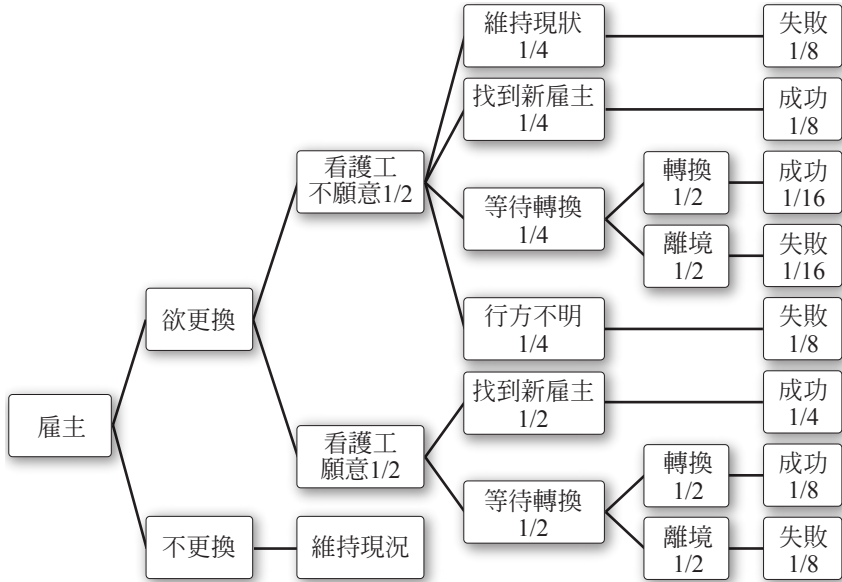 維持現狀
1/4
失敗
1/8
找到新雇主
1/4
成功
1/8
看護工
不願意1/2
等待轉換
1/4
轉換
1/2
成功
1/16
離境
1/2
失敗
1/16
欲更換
行方不明
1/4
失敗
1/8
雇主
找到新雇主
1/2
成功
1/4
看護工
願意1/2
等待轉換
1/2
轉換
1/2
成功
1/8
離境
1/2
失敗
1/8
不更換
維持現況